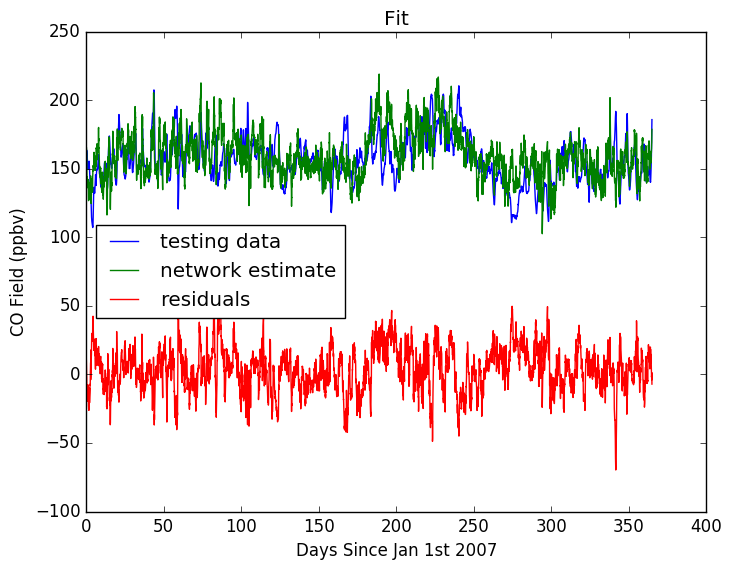 Fit
250
200
150
100
50
0
−50
−100
CO Field (ppbv)
testing data
network estimate
residuals
0 50 100 150 200 250 300 350 400
Days Since Jan 1st 2007